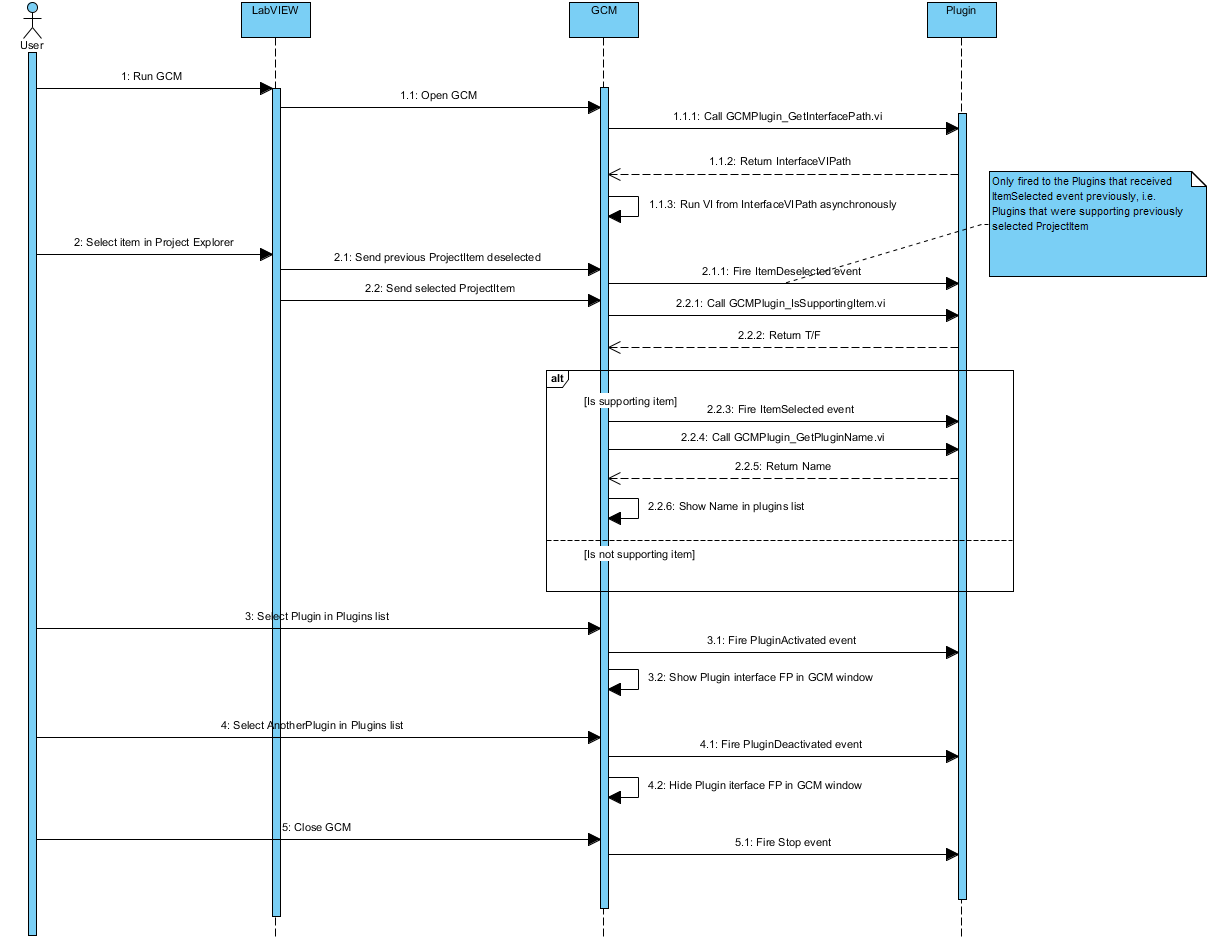 LabVIEW
GCM
Plugin
User
1: Run GCM
1.1: Open GCM
1.1.1: Call GCMPlugin_GetInterfacePath.vi
1.1.2: Return InterfaceVIPath
Only fired to the Plugins that received
ItemSelected event previously, i.e.
Plugins that were supporting previously
selected ProjectItem
1.1.3: Run VI from InterfaceVIPath asynchronously
2: Select item in Project Explorer
2.1: Send previous ProjectItem deselected
2.1.1: Fire ItemDeselected event
2.2: Send selected ProjectItem
2.2.1: Call GCMPlugin_IsSupportingItem.vi
2.2.2: Return T/F
alt
[Is supporting item]
2.2.3: Fire ItemSelected event
2.2.4: Call GCMPlugin_GetPluginName.vi
2.2.5: Return Name
2.2.6: Show Name in plugins list
[Is not supporting item]
3: Select Plugin in Plugins list
3.1: Fire PluginActivated event
3.2: Show Plugin interface FP in GCM window
4: Select AnotherPlugin in Plugins list
4.1: Fire PluginDeactivated event
4.2: Hide Plugin iterface FP in GCM window
5: Close GCM
5.1: Fire Stop event